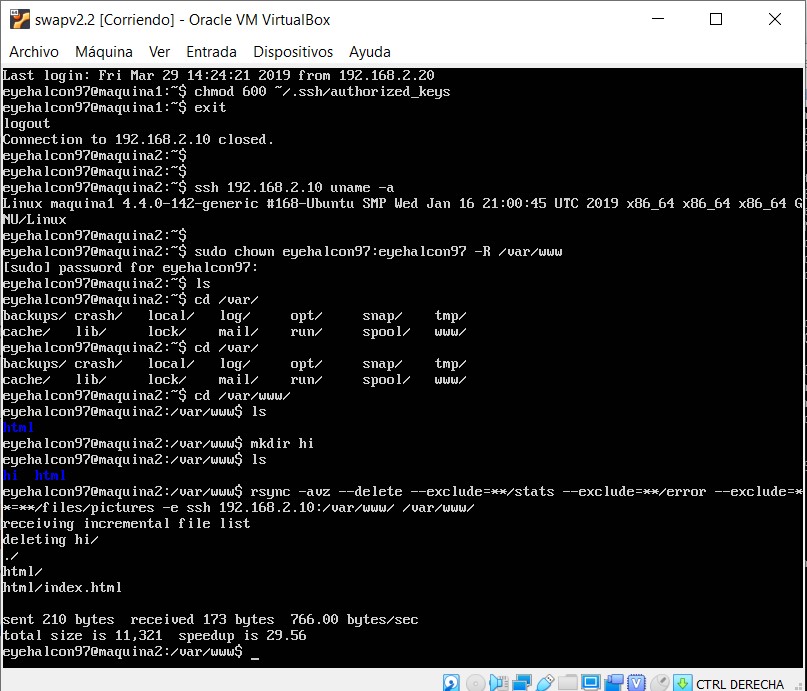 swapv2.2 [Corriendo] - Oracle VM VirtualBox
Archivo Máquina Ver Entrada Dispositivos Ayuda
Last login: Fri Mar 29 14:24:21 2019 from 192.168.2.20
eyehalcon97@maquina1:~$ chmod 600 ~/.ssh/authorized_keys
eyehalcon97@maquina1:~$ exit
logout
Connection to 192.168.2.10 closed.
eyehalcon97@maquina2:~$
eyehalcon97@maquina2:~$
eyehalcon97@maquina2:~$ ssh 192.168.2.10 uname -a
Linux maquina1 4.4.0-142-generic #168-Ubuntu SMP Wed Jan 16 21:00:45 UTC 2019 x86_64 x86_64 x86_64 G
NU/Linux
eyehalcon97@maquina2:~$
eyehalcon97@maquina2:~$ sudo chown eyehalcon97:eyehalcon97 -R /var/www
[sudo] password for eyehalcon97:
eyehalcon97@maquina2:~$ ls
eyehalcon97@maquina2:~$ cd /var/
backups/ crash/ local/ log/ opt/ snap/ tmp/
cache/ lib/ lock/ mail/ run/ spool/ www/
eyehalcon97@maquina2:~$ cd /var/
backups/ crash/ local/ log/ opt/ snap/ tmp/
cache/ lib/ lock/ mail/ run/ spool/ www/
eyehalcon97@maquina2:~$ cd /var/www/
eyehalcon97@maquina2:/var/www$ ls
html
eyehalcon97@maquina2:/var/www$ mkdir hi
eyehalcon97@maquina2:/var/www$ ls
hi html
eyehalcon97@maquina2:/var/www$ rsync -avz --delete --exclude=**/stats --exclude=**/error --exclude=*
*=**/files/pictures -e ssh 192.168.2.10:/var/www/ /var/www/
receiving incremental file list
deleting hi/
./
html/
html/index.html
sent 210 bytes received 173 bytes 766.00 bytes/sec
total size is 11,321 speedup is 29.56
eyehalcon97@maquina2:/var/www$ _
CTRL DERECHA